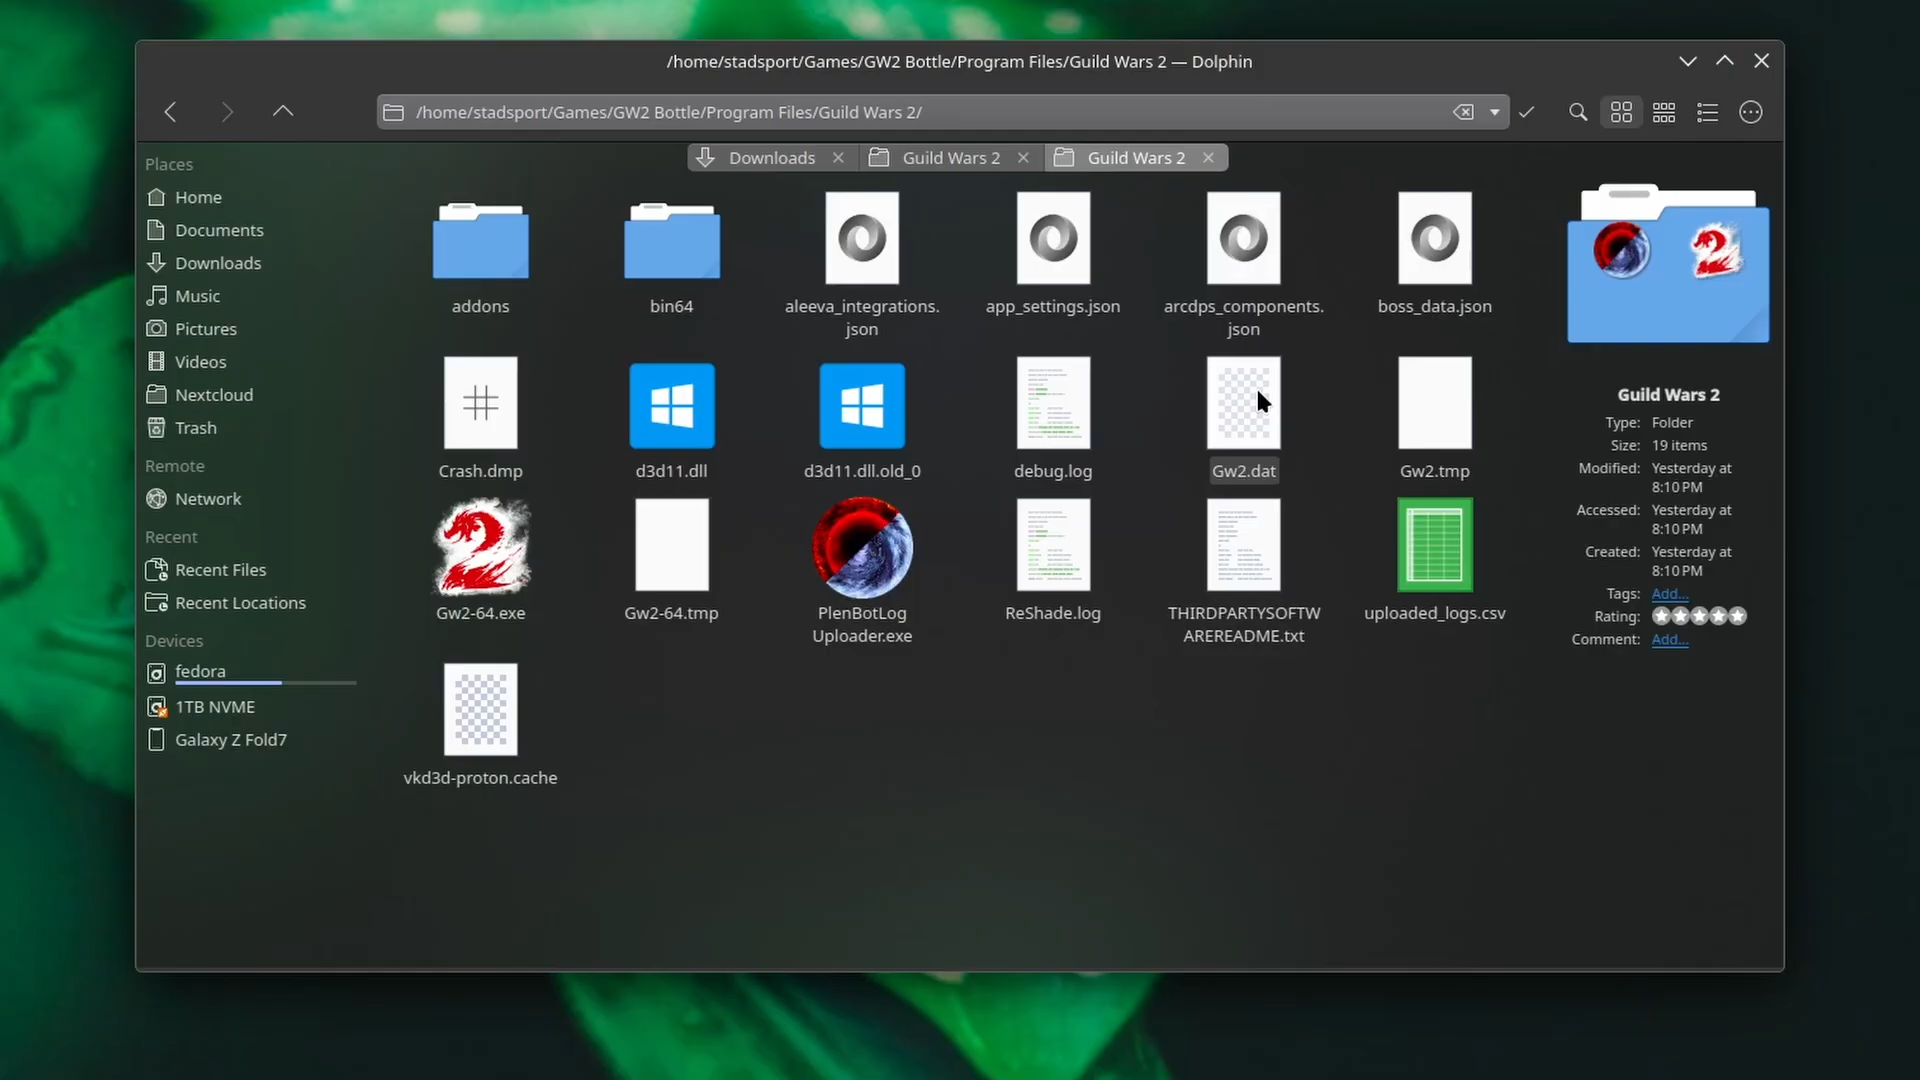 /home/stadsport/Games/GW2 Bottle/Program Files/Guild Wars 2 — Dolphin
/home/stadsport/Games/GW2 Bottle/Program Files/Guild Wars 2/
Downloads
Guild Wars 2
Guild Wars 2
Places
Home
Documents
Downloads
Music
Pictures
Videos
Nextcloud
Trash
Remote
Network
Recent
Recent Files
Recent Locations
Devices
fedora
1TB NVME
Galaxy Z Fold7
addons
bin64
aleeva_integrations.
json
app_settings.json
arcdps_components.
json
boss_data.json
Crash.dmp
d3d11.dll
d3d11.dll.old_0
debug.log
Gw2.dat
Gw2.tmp
Gw2-64.exe
Gw2-64.tmp
PlenBotLog
Uploader.exe
ReShade.log
THIRDPARTYSOFTW
AREREADME.txt
uploaded_logs.csv
vkd3d-proton.cache
Guild Wars 2
Type: Folder
Size: 19 items
Modified: Yesterday at
8:10 PM
Accessed: Yesterday at
8:10 PM
Created: Yesterday at
8:10 PM
Tags: Add...
Rating:
Comment: Add...